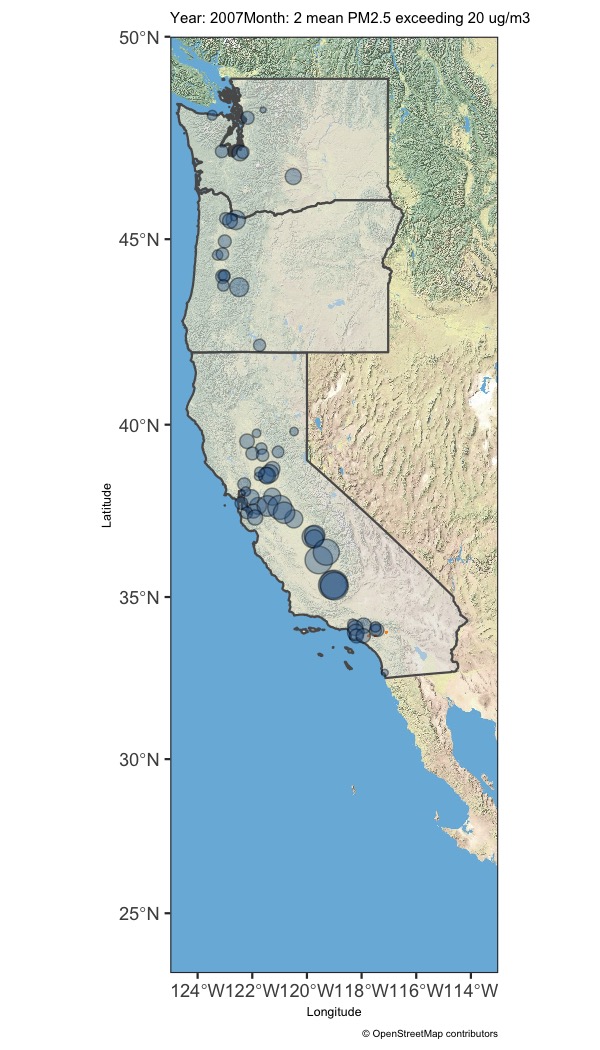 Year: 2007Month: 2 mean PM2.5 exceeding 20 ug/m3
50°N
45°N
40°N
35°N
30°N
25°N
Latitude
124°W122°W120°W118°W116°W114°W
Longitude
© OpenStreetMap contributors